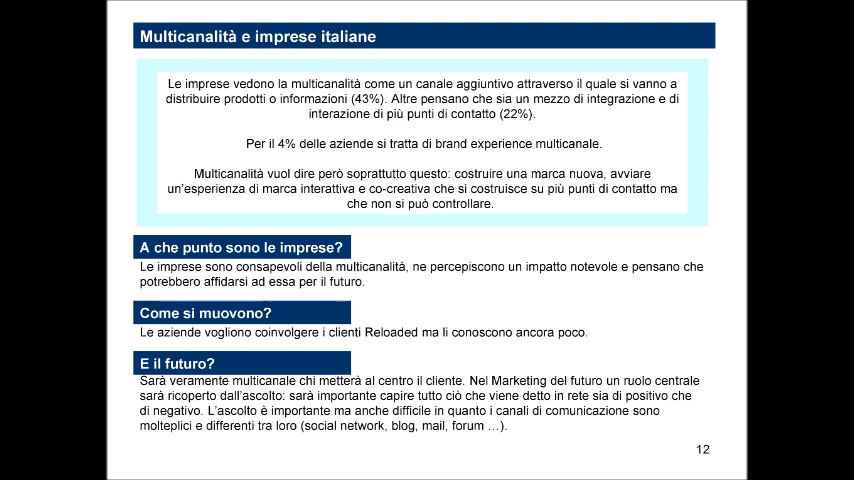 Multicanalità e imprese italiane
Le imprese vedono la multicanalità come un canale aggiuntivo attraverso il quale si vanno a
distribuire prodotti o informazioni (43%). Altre pensano che sia un mezzo di integrazione e di
interazione di più punti di contatto (22%).
Per il 4% delle aziende si tratta di brand experience multicanale.
Multicanalità vuol dire però soprattutto questo: costruire una marca nuova, avviare
un'esperienza di marca interattiva e co-creativa che si costruisce su più punti di contatto ma
che non si può controllare.
A che punto sono le imprese?
Le imprese sono consapevoli della multicanalità, ne percepiscono un impatto notevole e pensano che
potrebbero affidarsi ad essa per il futuro.
Come si muovono?
Le aziende vogliono coinvolgere i clienti Reloaded ma li conoscono ancora poco.
E il futuro?
Sarà veramente multicanale chi metterà al centro il cliente. Nel Marketing del futuro un ruolo centrale
sarà ricoperto dall'ascolto: sarà importante capire tutto ciò che viene detto in rete sia di positivo che
di negativo. L'ascolto è importante ma anche difficile in quanto i canali di comunicazione sono
molteplici e differenti tra loro (social network, blog, mail, forum …).
12